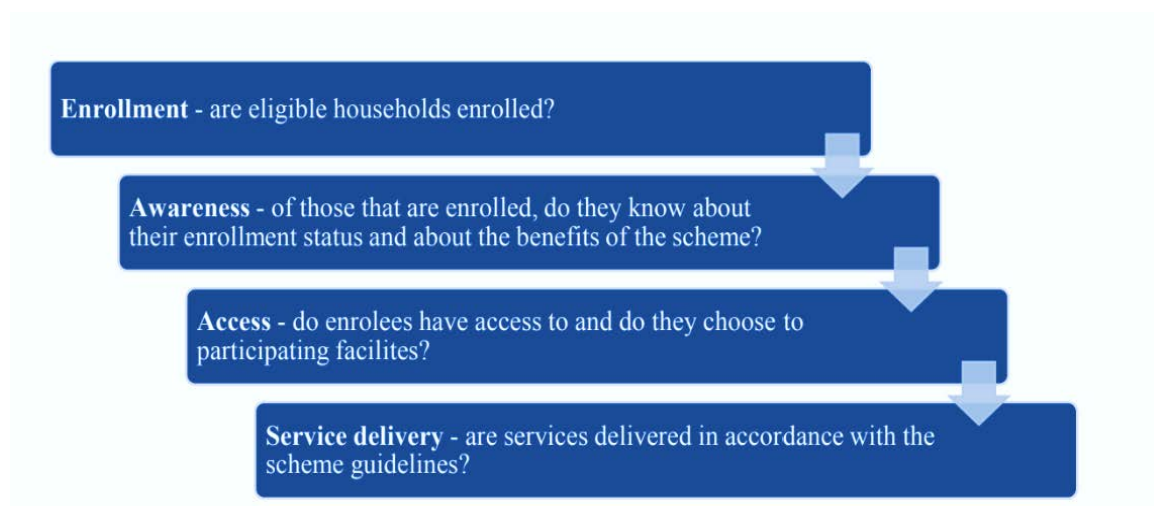 Enrollment - are eligible households enrolled?
Awareness - of those that are enrolled, do they know about
their enrollment status and about the benefits of the scheme?
Access - do enrolees have access to and do they choose to
participating facilites?
Service delivery - are services delivered in accordance with the
scheme guidelines?